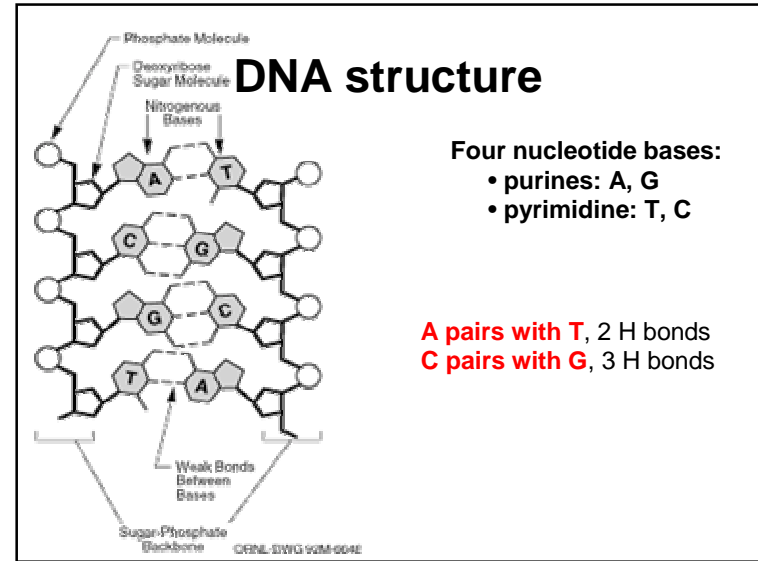 DNA structure
Phosphate Molecule
Deoxyribose
Sugar Molecule
Nitrogenous
Bases
A T
C G
G C
T A
Weak Bonds
Between
Bases
Sugar-Phosphate
Backbone
Four nucleotide bases:
• purines: A, G
• pyrimidine: T, C
A pairs with T, 2 H bonds
C pairs with G, 3 H bonds